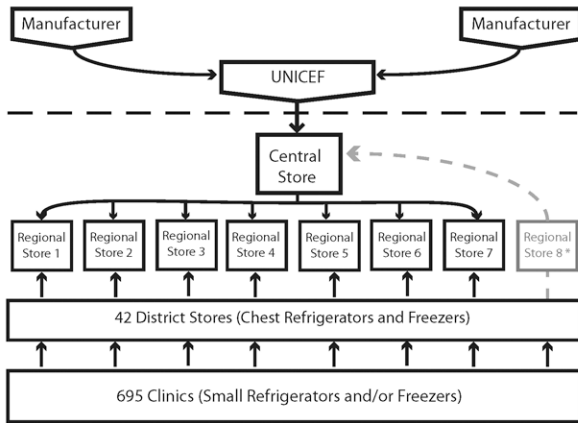 Manufacturer
Manufacturer
UNICEF
Central
Store
Regional
Store 1
Regional
Store 2
Regional
Store 3
Regional
Store 4
Regional
Store 5
Regional
Store 6
Regional
Store 7
Regional
Store 8*
42 District Stores (Chest Refrigerators and Freezers)
695 Clinics (Small Refrigerators and/or Freezers)